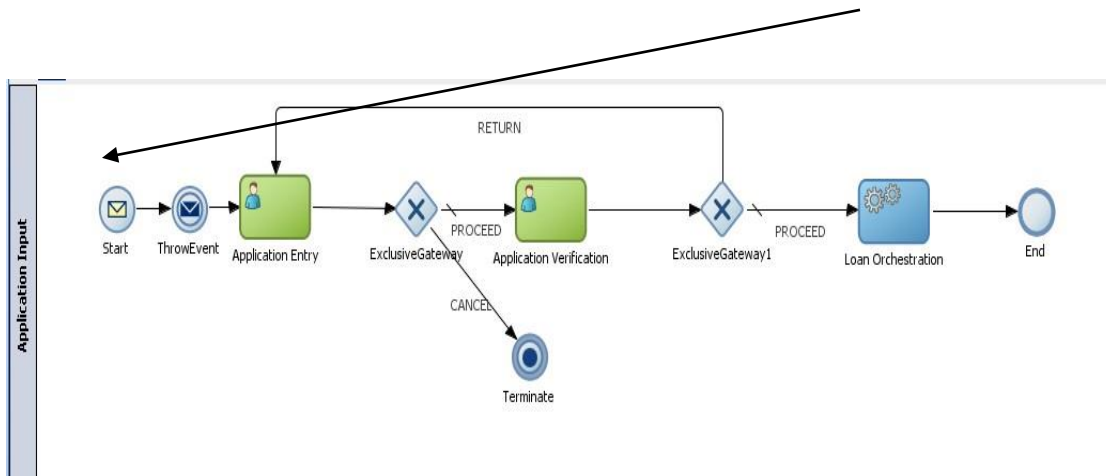 Application Input
RETURN
Start
ThrowEvent
Application Entry
ExclusiveGateway
PROCEED
Application Verification
ExclusiveGateway1
PROCEED
Loan Orchestration
End
CANCEL
Terminate